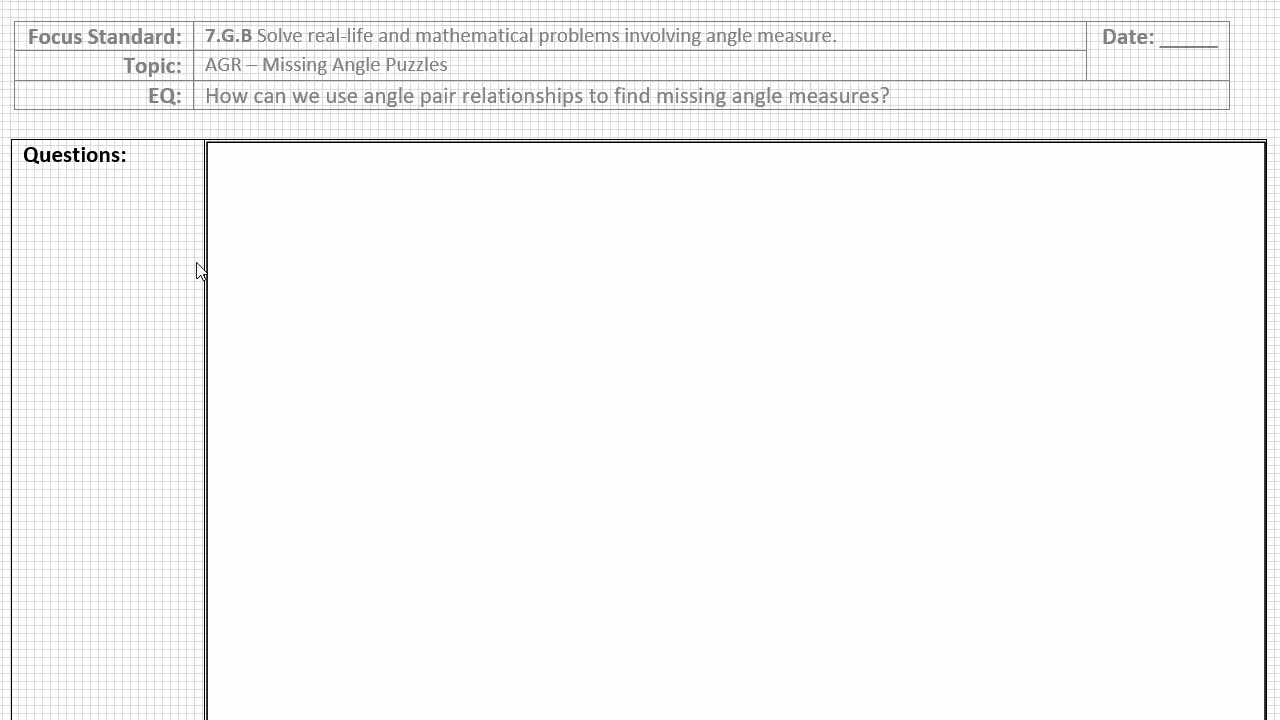 Focus Standard: 7.G.B Solve real-life and mathematical problems involving angle measure. Date: ______
Topic: AGR – Missing Angle Puzzles
EQ: How can we use angle pair relationships to find missing angle measures?
Questions: